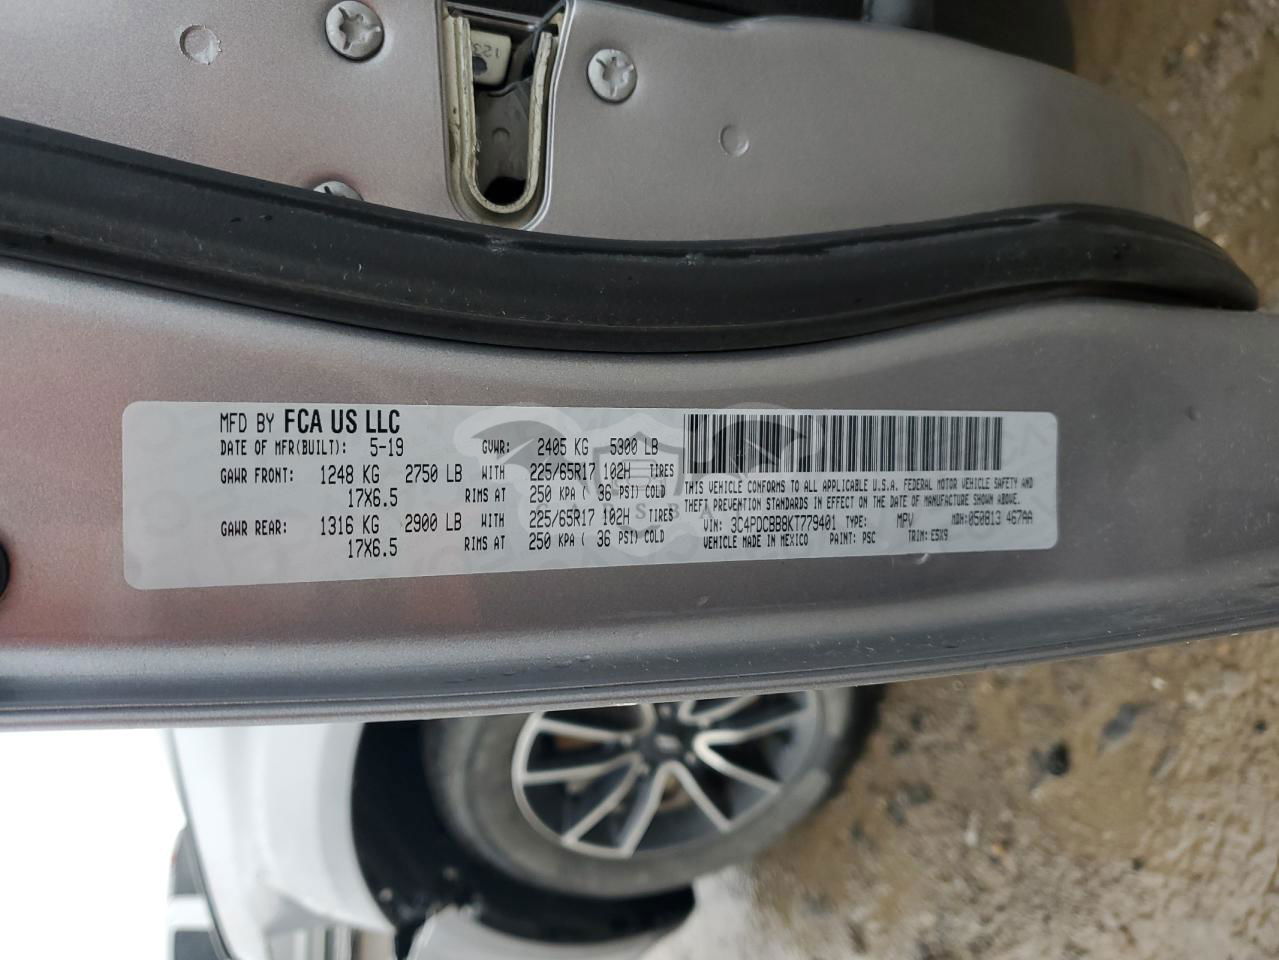 123
MFD BY FCA US LLC
DATE OF MFR(BUILT): 5-19 GVWR: 2405 KG 5300 LB
GAWR FRONT: 1248 KG 2750 LB WITH 225/65R17 102H TIRES
17X6.5 RIMS AT 250 KPA ( 36 PSI) COLD
GAWR REAR: 1316 KG 2900 LB WITH 225/65R17 102H TIRES
17X6.5 RIMS AT 250 KPA ( 36 PSI) COLD
THIS VEHICLE CONFORMS TO ALL APPLICABLE U.S.A. FEDERAL MOTOR VEHICLE SAFETY AND
THEFT PREVENTION STANDARDS IN EFFECT ON THE DATE OF MANUFACTURE SHOWN ABOVE.
VIN: 3C4PDCBB8KT779401 TYPE: MPV MDH: 050813 467AA
VEHICLE MADE IN MEXICO PAINT: PSC TRIM: E5X9